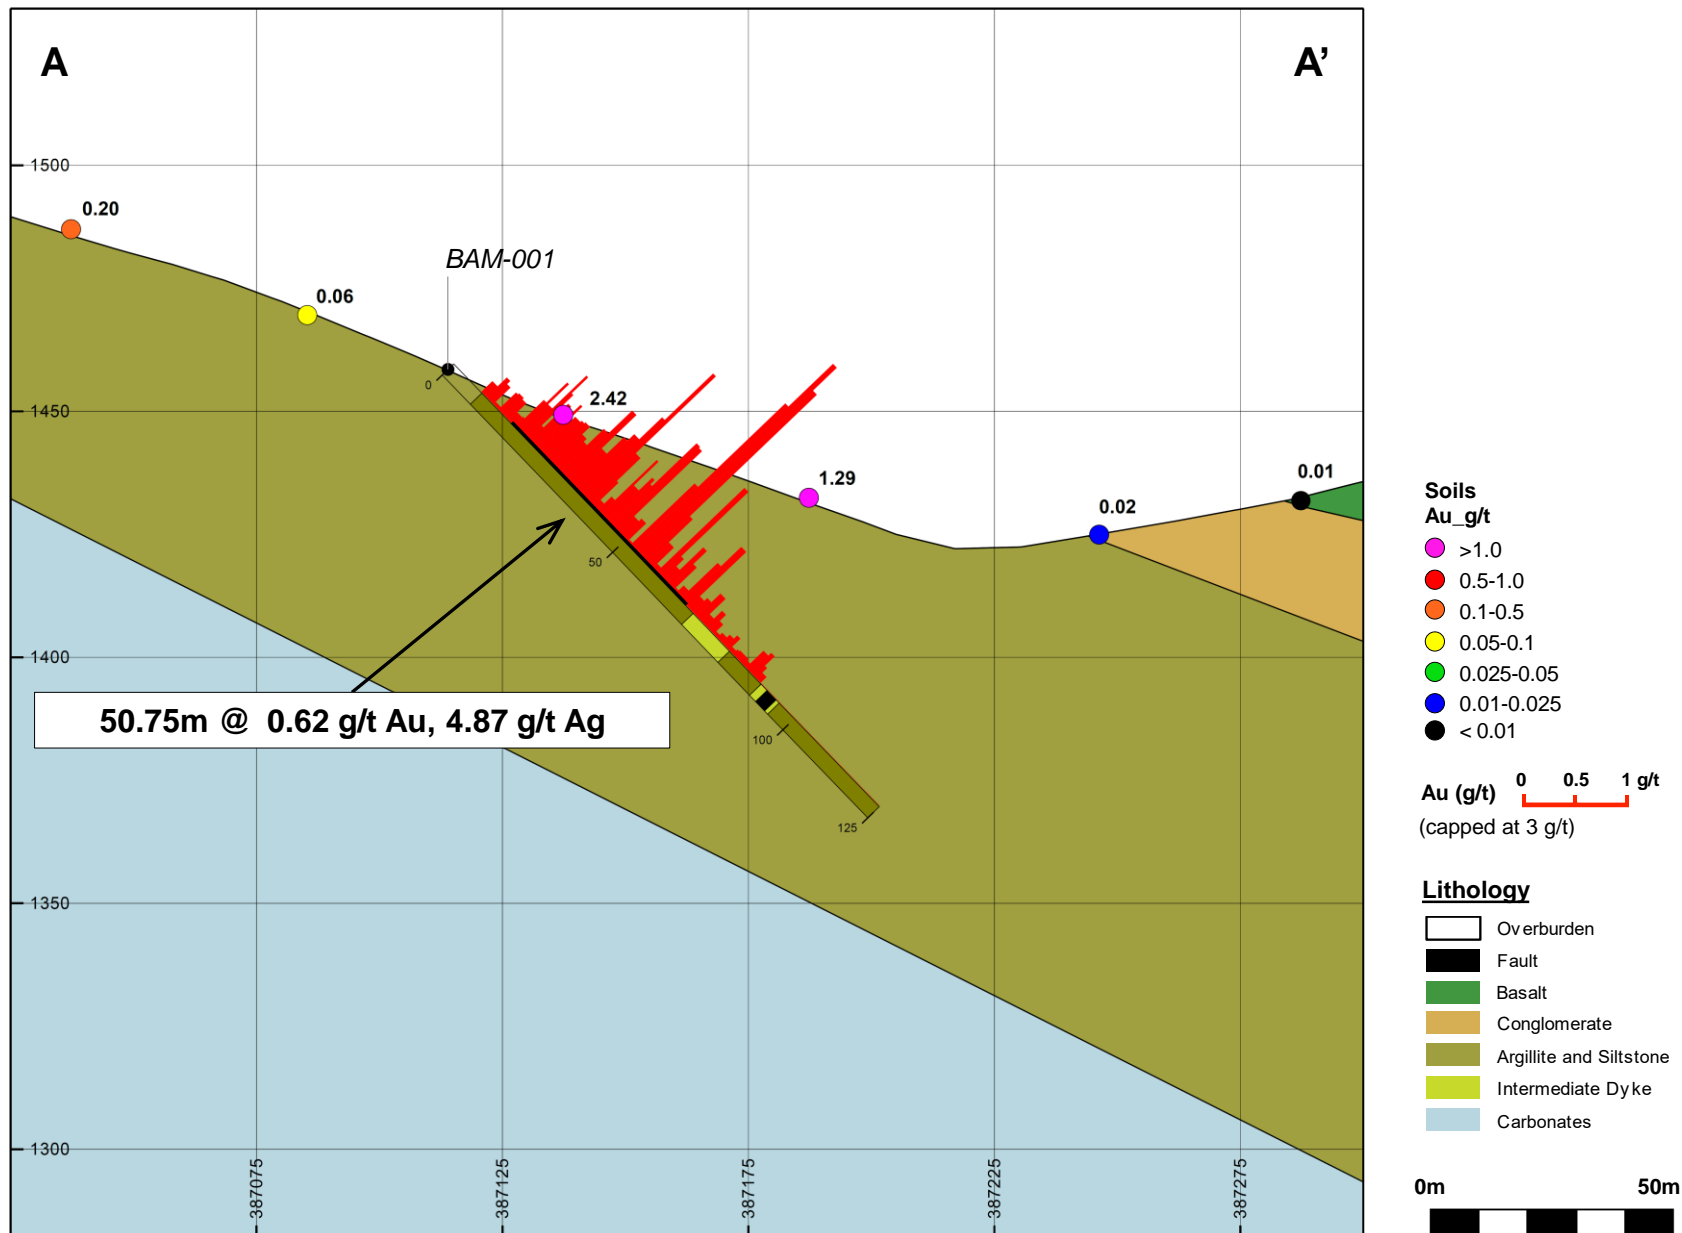 A
A’
1500
0.20
BAM-001
0.06
0
1450
2.42
1.29
0.02
0.01
50
1400
50.75m @ 0.62 g/t Au, 4.87 g/t Ag
100
125
1350
1300
387075
387125
387175
387225
387275
Soils
Au_g/t
>1.0
0.5-1.0
0.1-0.5
0.05-0.1
0.025-0.05
0.01-0.025
< 0.01
Au (g/t)
0 0.5 1 g/t
(capped at 3 g/t)
Lithology
Overburden
Fault
Basalt
Conglomerate
Argillite and Siltstone
Intermediate Dyke
Carbonates
0m 50m